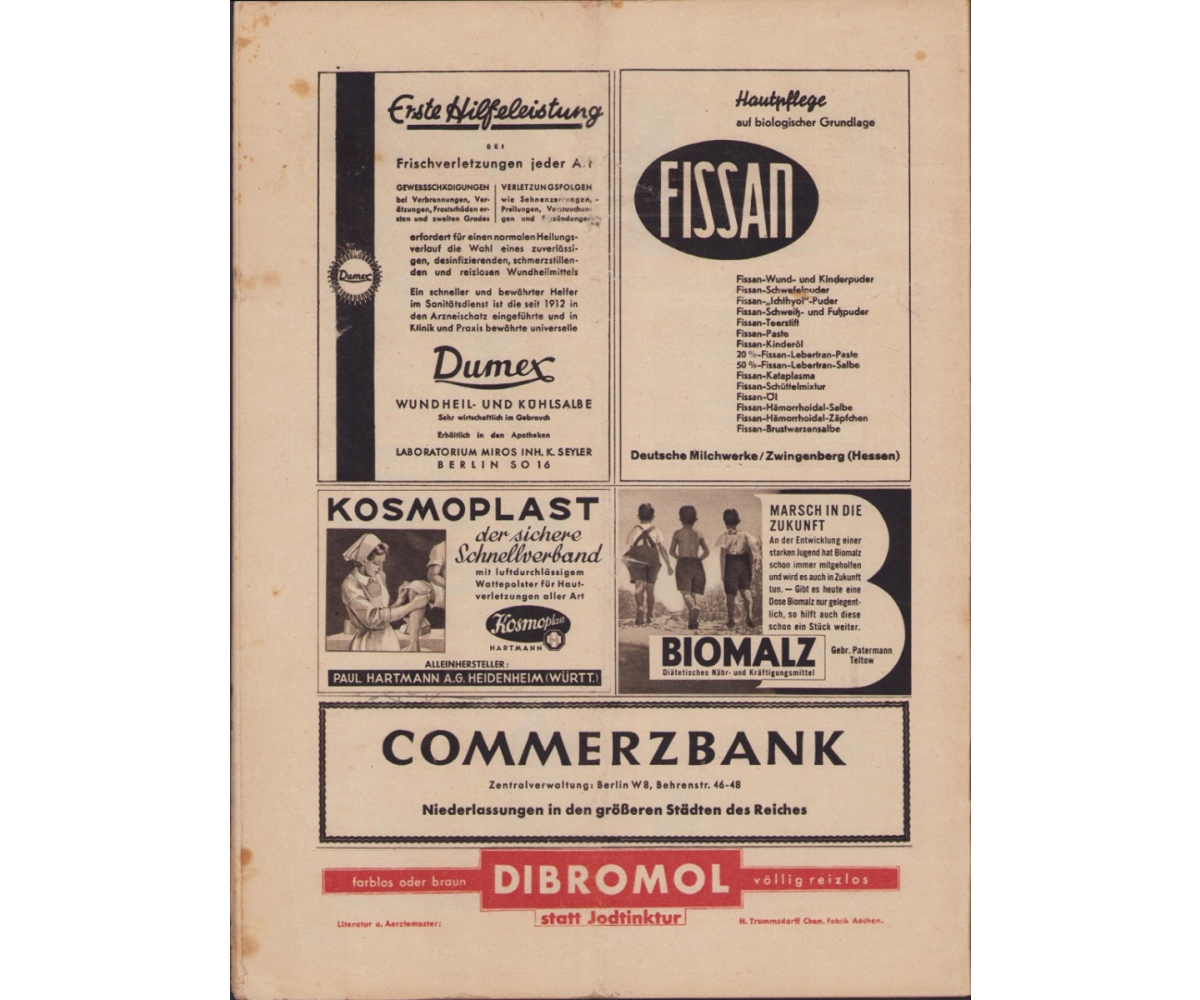 Erste Hilfeleistung
BEI
Frischverletzungen jeder Art
GEWEBSSCHÄDIGUNGEN
bei Verbrennungen, Ver-
ätzungen, Frostschäden er-
sten und zweiten Grades
VERLETZUNGSFOLGEN
wie Sehnenzerrungen,
Prellungen, Verstauchun-
gen und Entzündungen
erfordert für einen normalen Heilungs-
verlauf die Wahl eines zuverlässi-
gen, desinfizierenden, schmerzstillen-
den und reizlosen Wundheilmittels
Ein schneller und bewährter Helfer
im Sanitätsdienst ist die seit 1912 in
den Arzneischatz eingeführte und in
Klinik und Praxis bewährte universelle
Dumex
Dumex
WUNDHEIL- UND KÜHLSALBE
Sehr wirtschaftlich im Gebrauch
Erhältlich in den Apotheken
LABORATORIUM MIROS INH. K. SEYLER
BERLIN SO 16
Hautpflege
auf biologischer Grundlage
FISSAN
Fissan-Wund- und Kinderpuder
Fissan-Schwefelpuder
Fissan-„Ichthyol"-Puder
Fissan-Schweiß- und Fußpuder
Fissan-Teerstift
Fissan-Paste
Fissan-Kinderöl
20 %-Fissan-Lebertran-Paste
50 %-Fissan-Lebertran-Salbe
Fissan-Kataplasma
Fissan-Schüttelmixtur
Fissan-Öl
Fissan-Hämorrhoidal-Salbe
Fissan-Hämorrhoidal-Zäpfchen
Fissan-Brustwarzensalbe
Deutsche Milchwerke/Zwingenberg (Hessen)
KOSMOPLAST
der sichere
Schnellverband
mit luftdurchlässigem
Wattepolster für Haut-
verletzungen aller Art
Kosmoplast
HARTMANN
ALLEINHERSTELLER:
PAUL HARTMANN A.G. HEIDENHEIM (WÜRTT.)
MARSCH IN DIE
ZUKUNFT
An der Entwicklung einer
starken Jugend hat Biomalz
schon immer mitgeholfen
und wird es auch in Zukunft
tun. — Gibt es heute eine
Dose Biomalz nur gelegent-
lich, so hilft auch diese
schon ein Stück weiter.
BIOMALZ
Diätetisches Nähr- und Kräftigungsmittel
Gebr. Patermann
Teltow
COMMERZBANK
Zentralverwaltung: Berlin W 8, Behrenstr. 46-48
Niederlassungen in den größeren Städten des Reiches
farblos oder braun DIBROMOL völlig reizlos
statt Jodtinktur
Literatur u. Aerztemuster: H. Trommsdorff Chem. Fabrik Aachen.